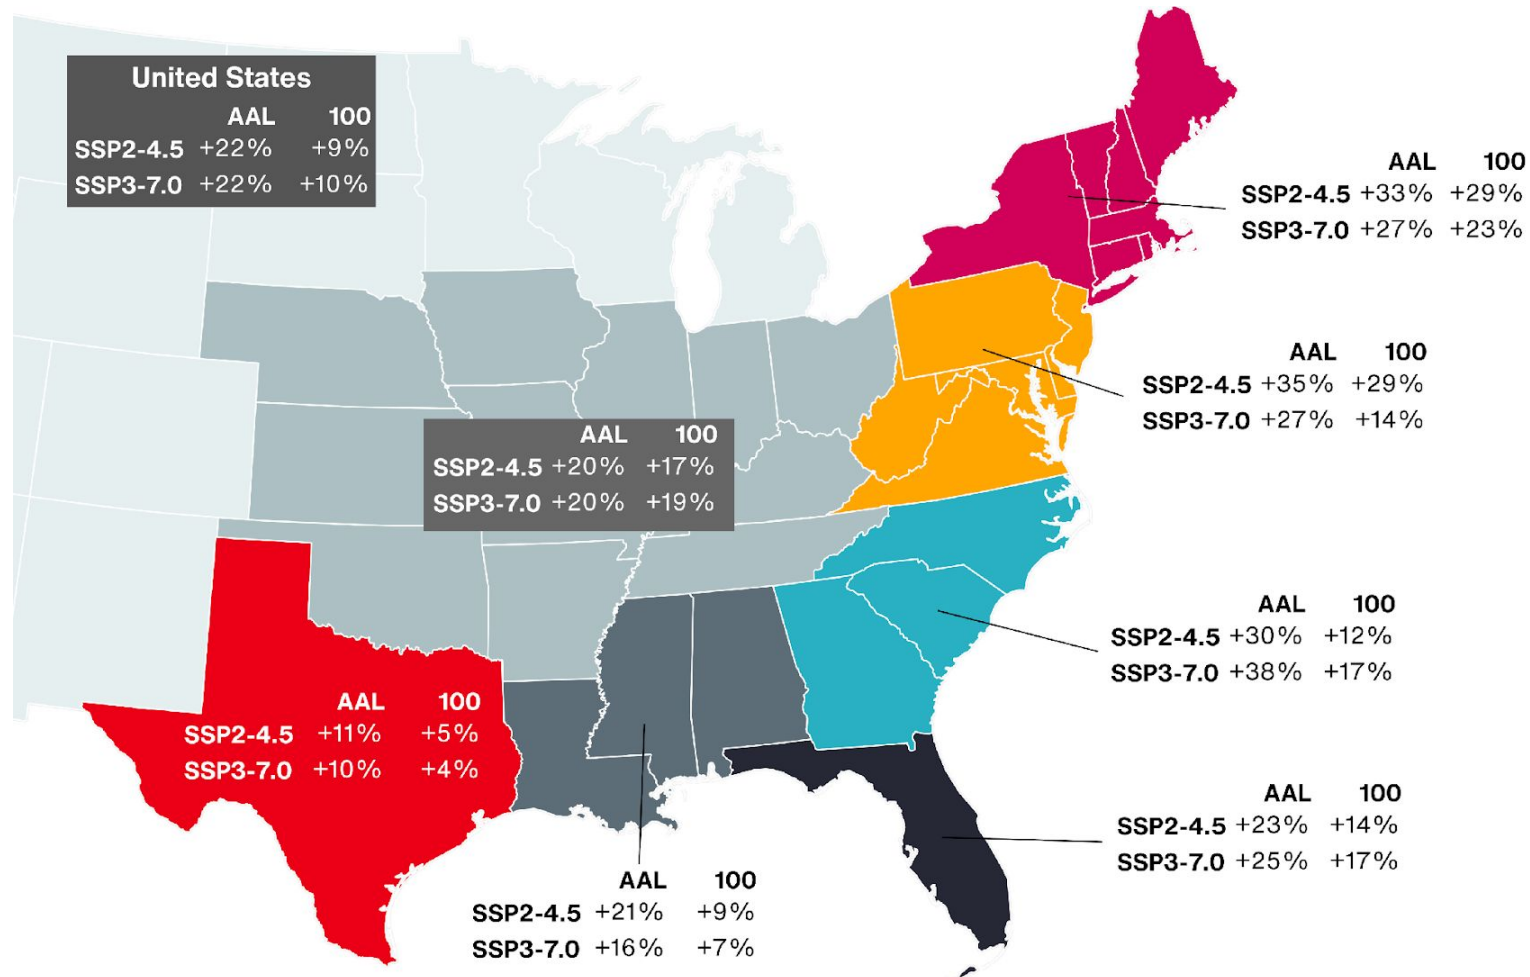 United States
AAL 100
SSP2-4.5 +22% +9%
SSP3-7.0 +22% +10%
AAL 100
SSP2-4.5 +33% +29%
SSP3-7.0 +27% +23%
AAL 100
SSP2-4.5 +35% +29%
SSP3-7.0 +27% +14%
AAL 100
SSP2-4.5 +20% +17%
SSP3-7.0 +20% +19%
AAL 100
SSP2-4.5 +30% +12%
SSP3-7.0 +38% +17%
AAL 100
SSP2-4.5 +11% +5%
SSP3-7.0 +10% +4%
AAL 100
SSP2-4.5 +23% +14%
SSP3-7.0 +25% +17%
AAL 100
SSP2-4.5 +21% +9%
SSP3-7.0 +16% +7%